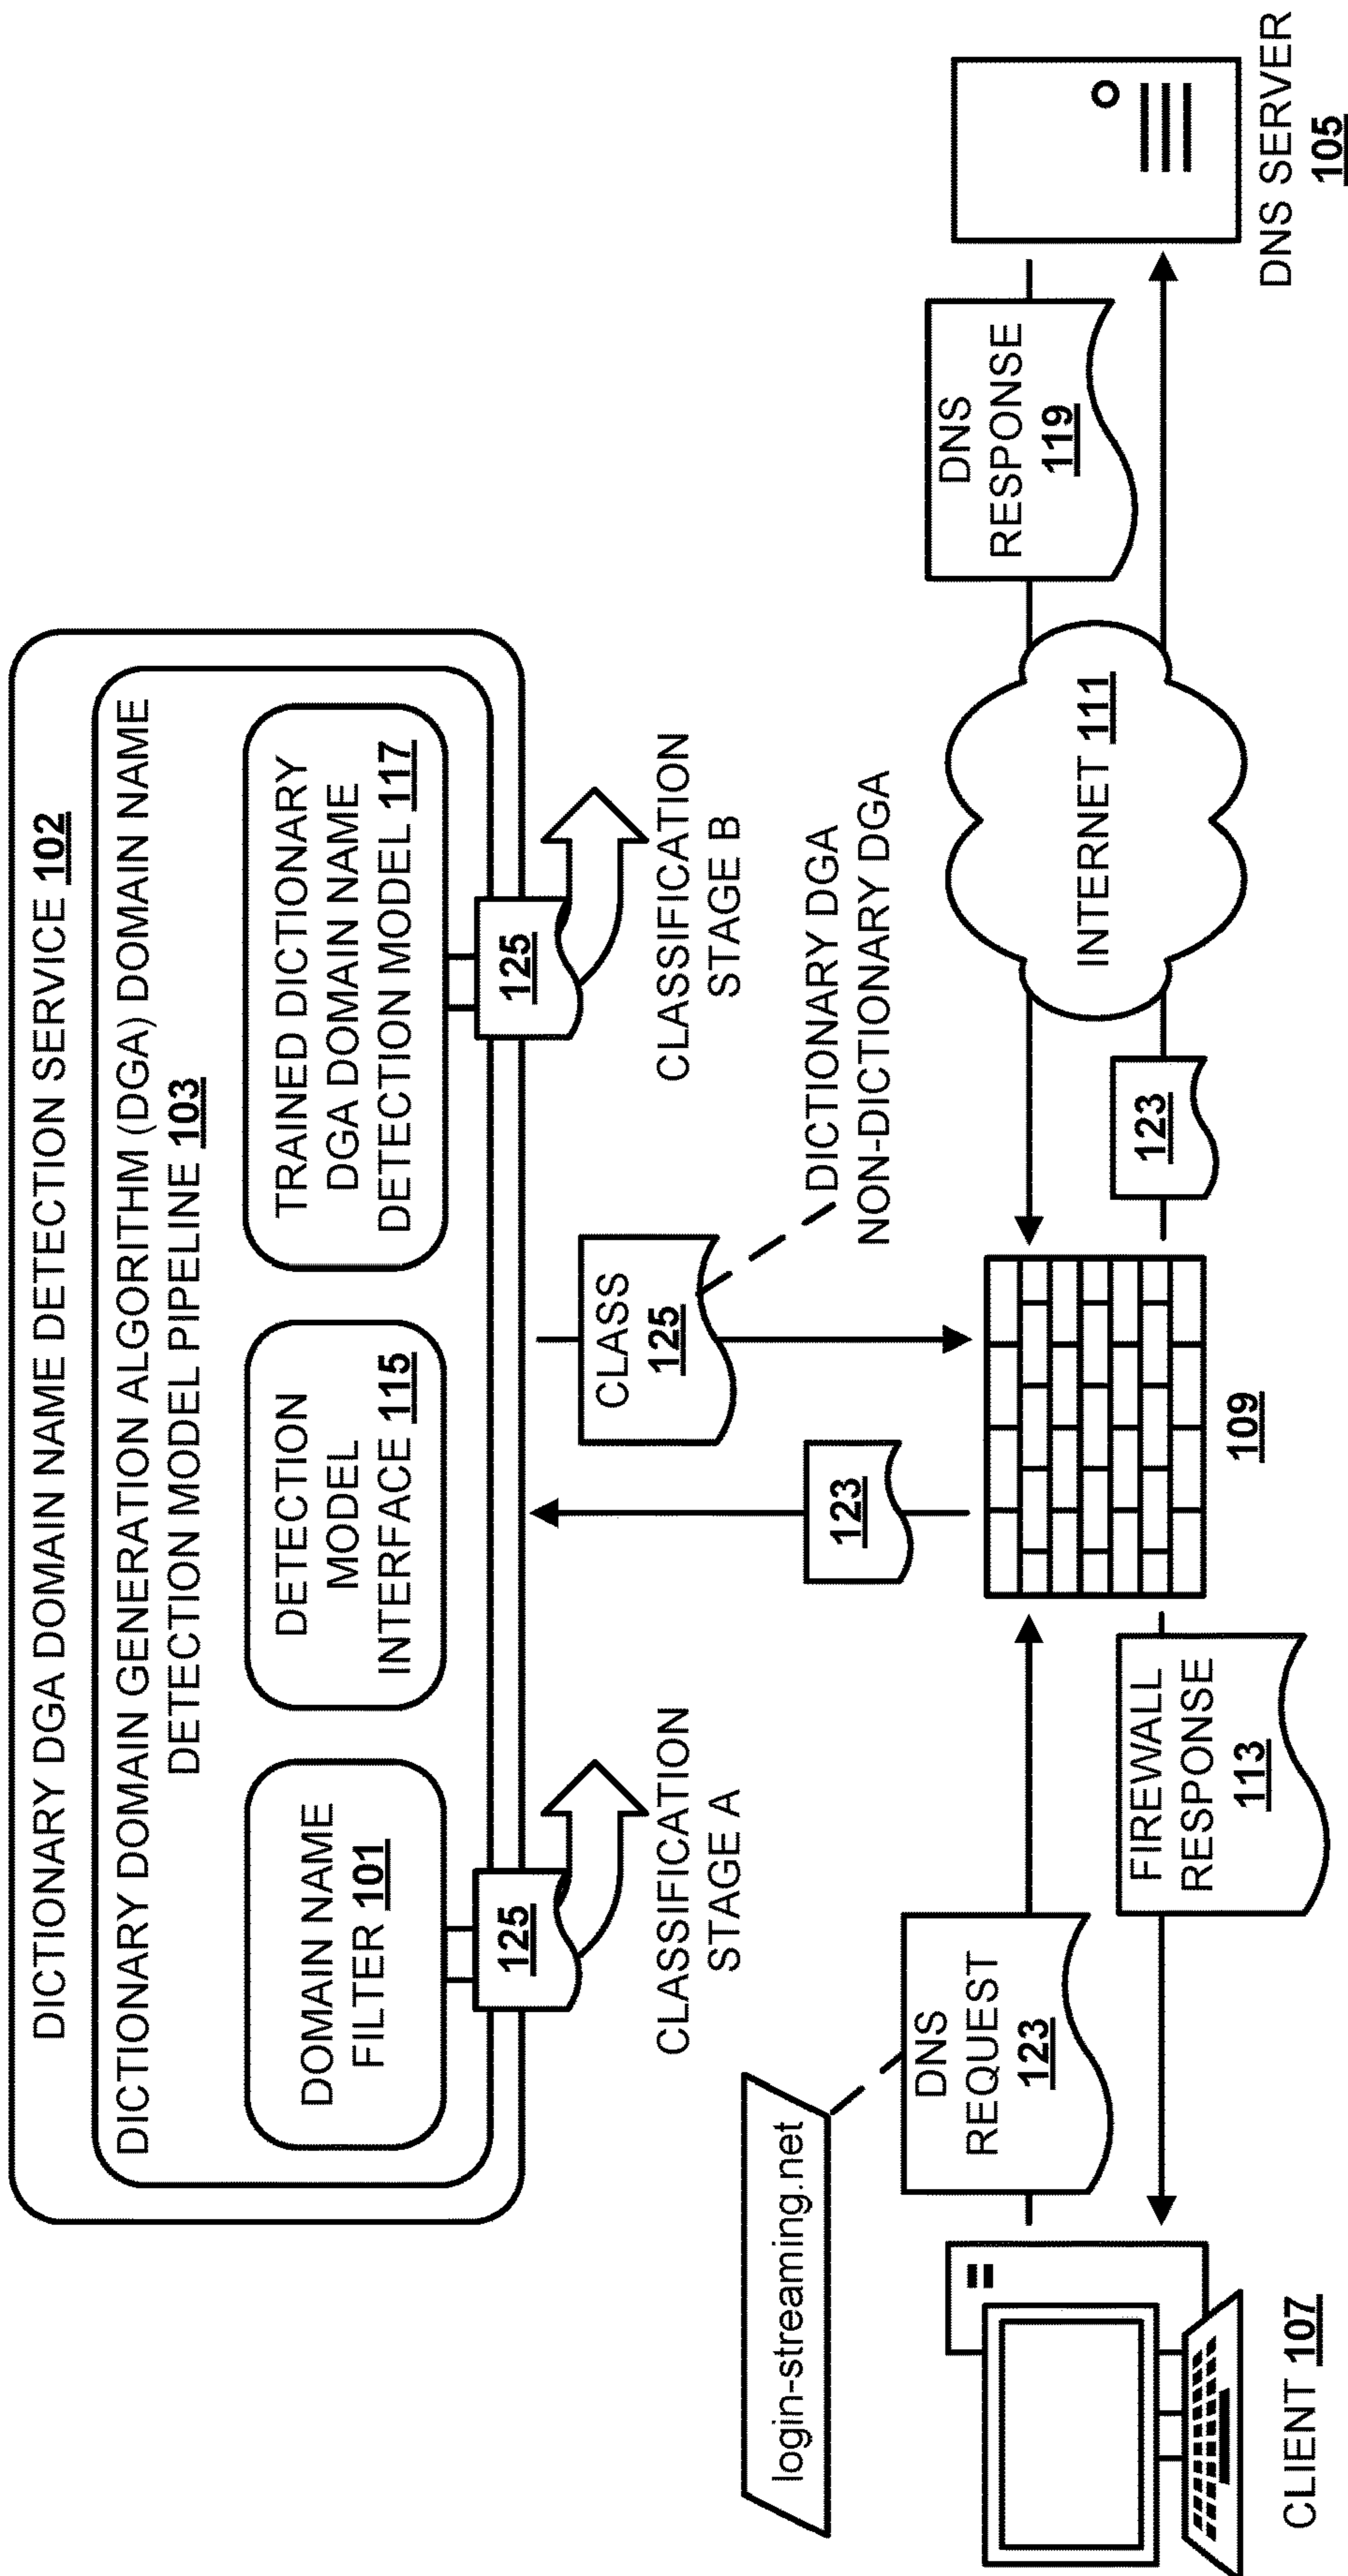 DICTIONARY DGA DOMAIN NAME DETECTION SERVICE 102
DICTIONARY DOMAIN GENERATION ALGORITHM (DGA) DOMAIN NAME
DETECTION MODEL PIPELINE 103
DOMAIN NAME
FILTER 101
DETECTION
MODEL
INTERFACE 115
TRAINED DICTIONARY
DGA DOMAIN NAME
DETECTION MODEL 117
125
CLASSIFICATION
STAGE A
125
CLASSIFICATION
STAGE B
CLASS
125
DICTIONARY DGA
NON-DICTIONARY DGA
123
login-streaming.net
DNS
REQUEST
123
FIREWALL
RESPONSE
113
109
123
INTERNET 111
DNS
RESPONSE
119
CLIENT 107
DNS SERVER
105